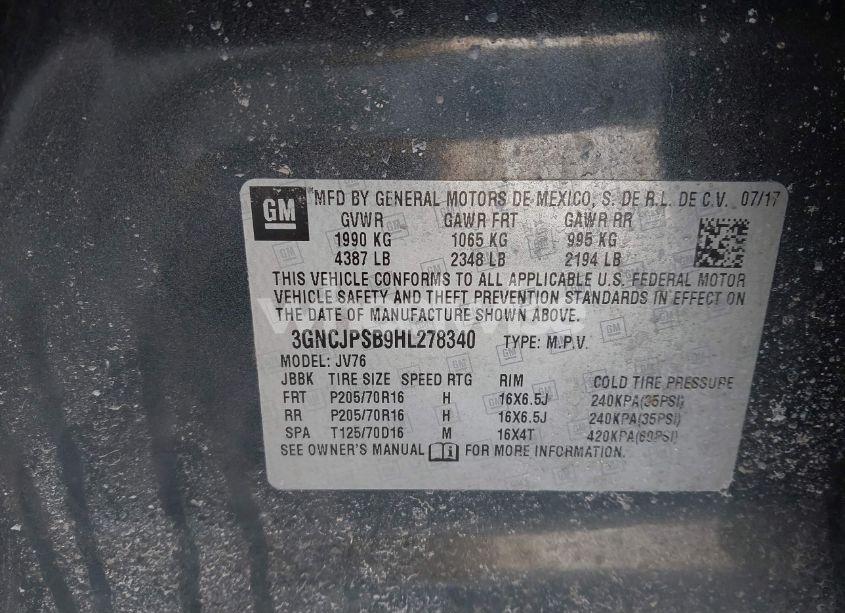 GM MFD BY GENERAL MOTORS DE MEXICO, S. DE R.L. DE C.V. 07/17
GVWR GAWR FRT GAWR RR
1990 KG 1065 KG 995 KG
4387 LB 2348 LB 2194 LB
THIS VEHICLE CONFORMS TO ALL APPLICABLE U.S. FEDERAL MOTOR
VEHICLE SAFETY AND THEFT PREVENTION STANDARDS IN EFFECT ON
THE DATE OF MANUFACTURE SHOWN ABOVE.
3GNCJPSB9HL278340 TYPE: M.P.V.
MODEL: JV76
JBBK TIRE SIZE SPEED RTG RIM COLD TIRE PRESSURE
FRT P205/70R16 H 16X6.5J 240KPA(35PSI)
RR P205/70R16 H 16X6.5J 240KPA(35PSI)
SPA T125/70D16 M 16X4T 420KPA(60PSI)
SEE OWNER'S MANUAL FOR MORE INFORMATION.